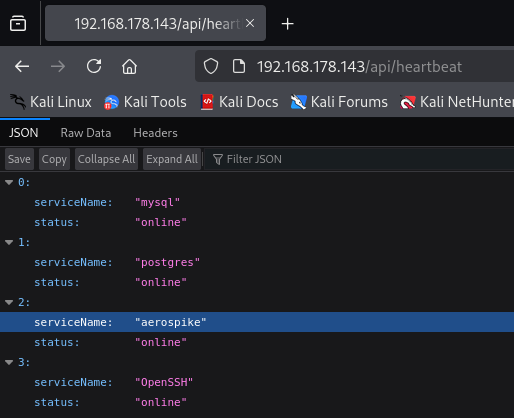 192.168.178.143/api/heart
192.168.178.143/api/heartbeat
Kali Linux Kali Tools Kali Docs Kali Forums Kali NetHunter
JSON Raw Data Headers
Save Copy Collapse All Expand All Filter JSON
0:
serviceName: "mysql"
status: "online"
1:
serviceName: "postgres"
status: "online"
2:
serviceName: "aerospike"
status: "online"
3:
serviceName: "OpenSSH"
status: "online"